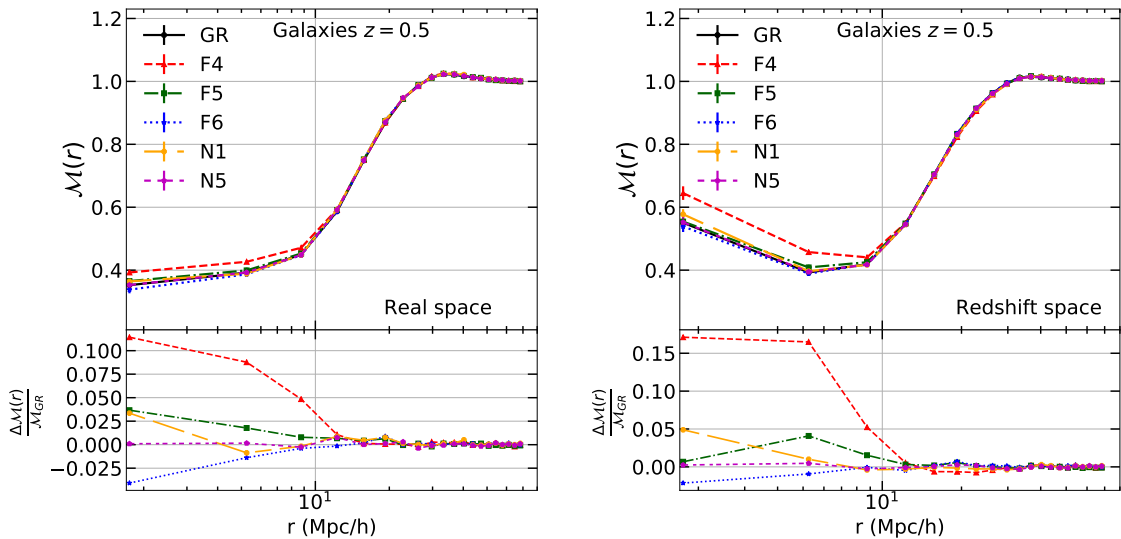 Galaxies z = 0.5
GR
F4
F5
F6
N1
N5
1.2
1.0
0.8
0.6
0.4
ℳ(r)
Real space
0.100
0.075
0.050
0.025
0.000
−0.025
Δℳ(r)
ℳGR
10¹
r (Mpc/h)
Galaxies z = 0.5
GR
F4
F5
F6
N1
N5
1.2
1.0
0.8
0.6
0.4
ℳ(r)
Redshift space
0.15
0.10
0.05
0.00
Δℳ(r)
ℳGR
10¹
r (Mpc/h)